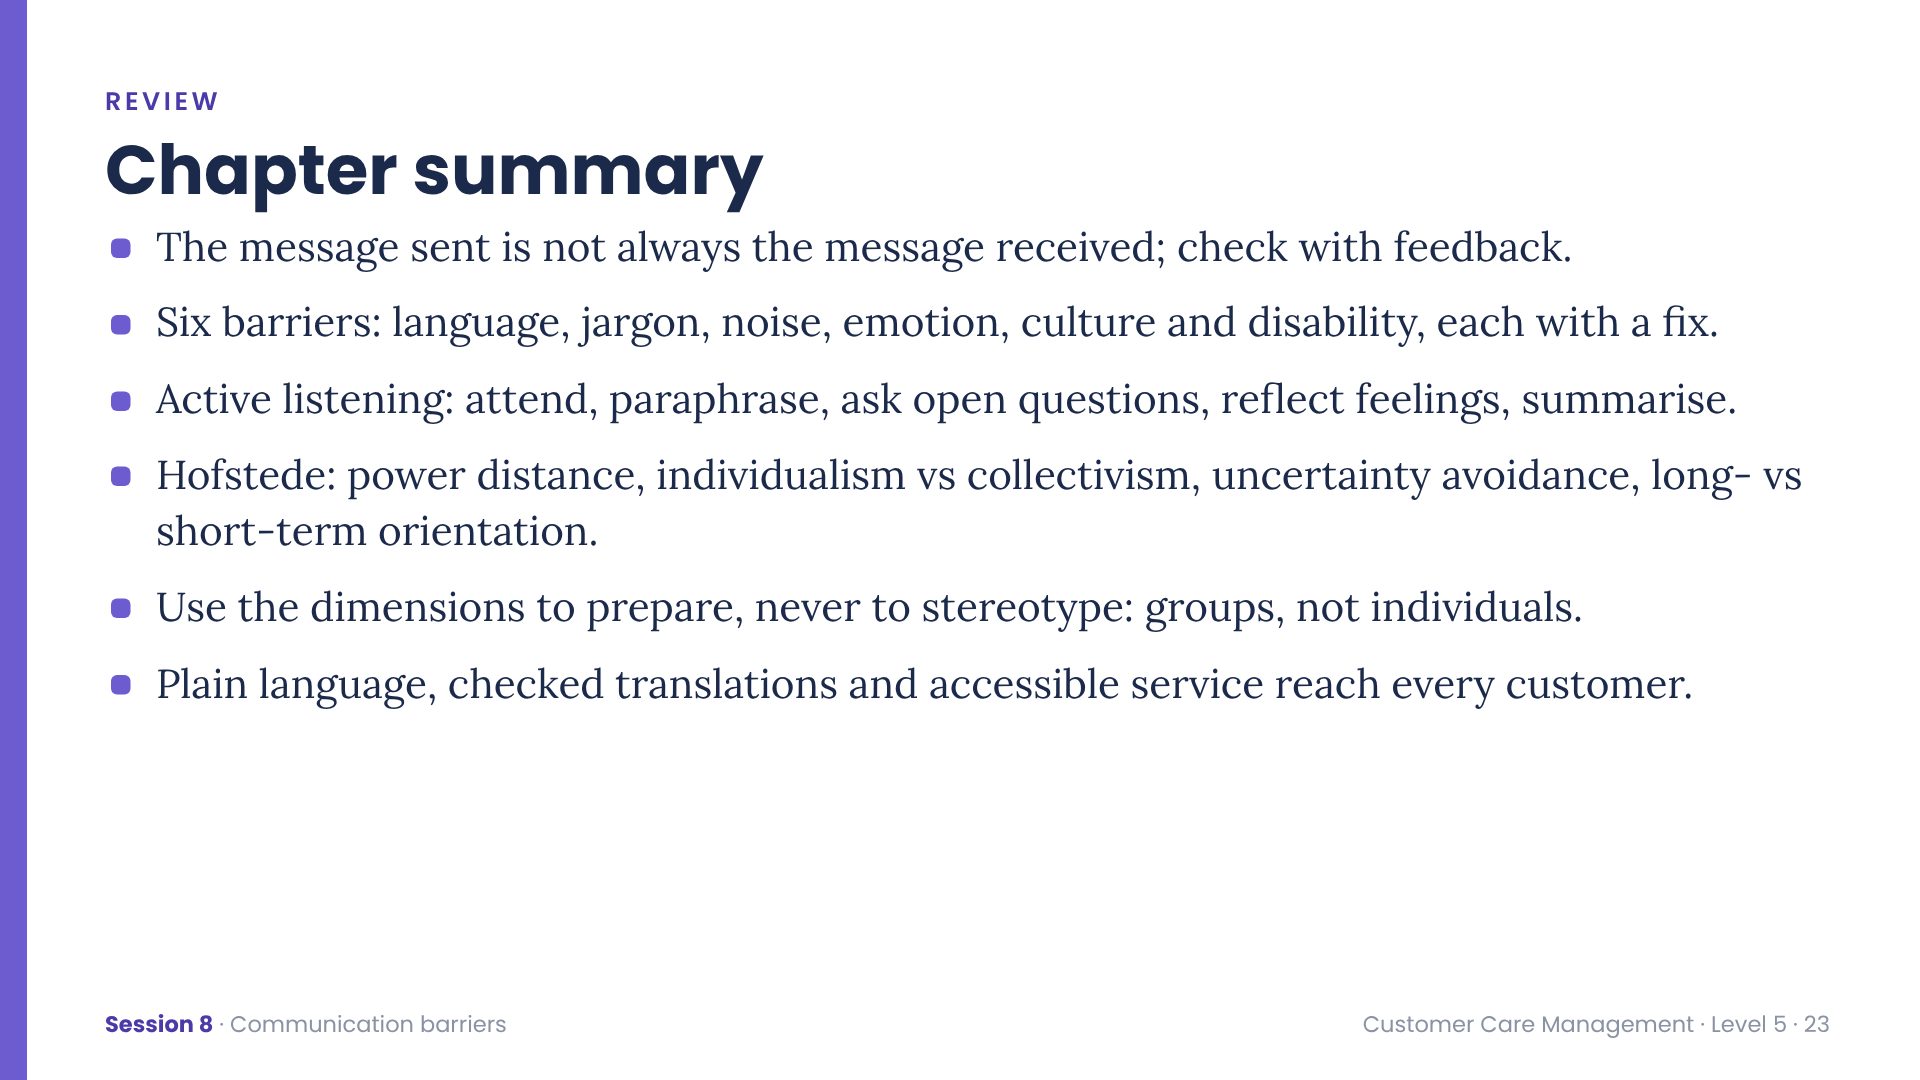 REVIEW
Chapter summary
The message sent is not always the message received; check with feedback.
Six barriers: language, jargon, noise, emotion, culture and disability, each with a fix.
Active listening: attend, paraphrase, ask open questions, reflect feelings, summarise.
Hofstede: power distance, individualism vs collectivism, uncertainty avoidance, long- vs
short-term orientation.
Use the dimensions to prepare, never to stereotype: groups, not individuals.
Plain language, checked translations and accessible service reach every customer.
Session 8 · Communication barriers
Customer Care Management · Level 5 · 23